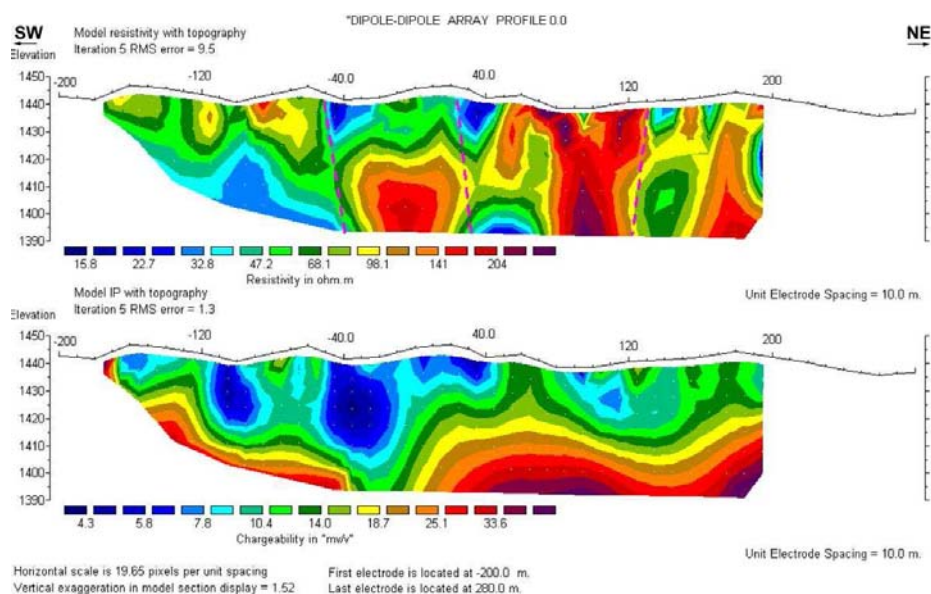 "DIPOLE-DIPOLE ARRAY PROFILE 0.0
SW
NE
Model resistivity with topography
Iteration 5 RMS error = 9.5
Elevation
1450
1440
1430
1420
1410
1400
1390
-200
-120
-40.0
40.0
120
200
15.8 22.7 32.8 47.2 68.1 98.1 141 204
Resistivity in ohm.m
Unit Electrode Spacing = 10.0 m.
Model IP with topography
Iteration 5 RMS error = 1.3
Elevation
1450
1440
1430
1420
1410
1400
1390
-200
-120
-40.0
40.0
120
200
4.3 5.8 7.8 10.4 14.0 18.7 25.1 33.6
Chargeability in "mv/v"
Unit Electrode Spacing = 10.0 m.
Horizontal scale is 19.65 pixels per unit spacing
Vertical exaggeration in model section display = 1.52
First electrode is located at -200.0 m.
Last electrode is located at 280.0 m.